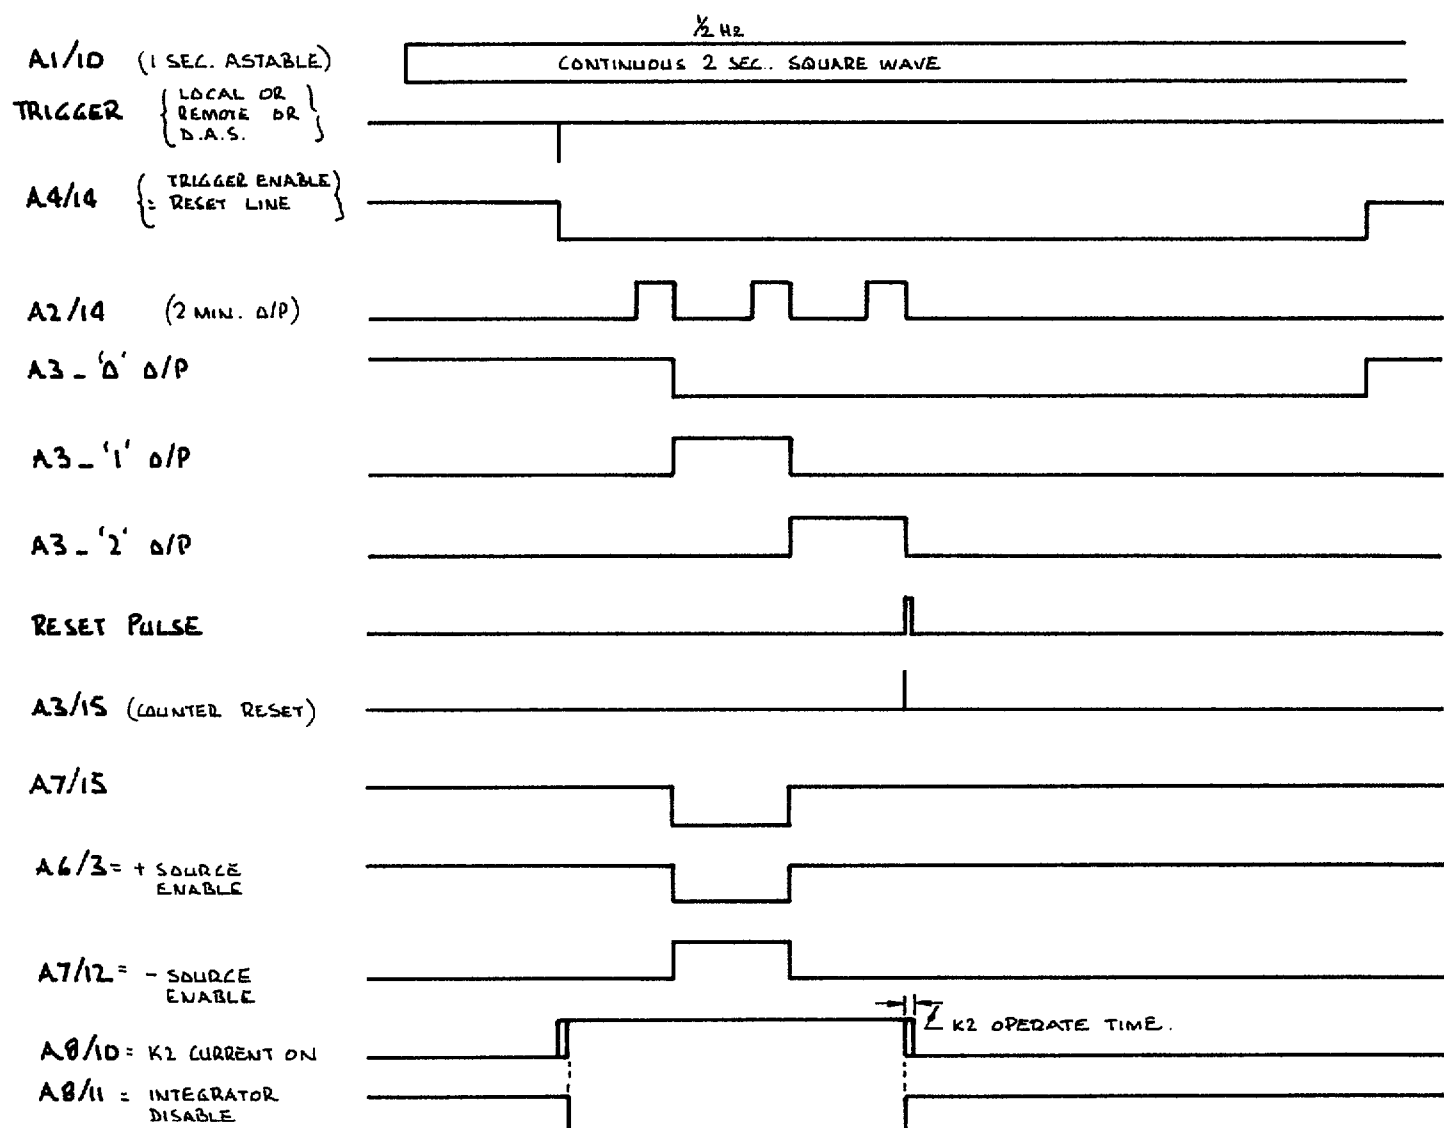 ½ Hz
A1/10 (1 SEC. ASTABLE)
CONTINUOUS 2 SEC.. SQUARE WAVE
TRIGGER { LOCAL OR
REMOTE OR
D.A.S. }
A4/14 { TRIGGER ENABLE }
= RESET LINE
A2/14 (2 MIN. O/P)
A3 - '0' O/P
A3 - '1' O/P
A3 - '2' O/P
RESET PULSE
A3/15 (COUNTER RESET)
A7/15
A6/3 = + SOURCE
ENABLE
A7/12 = - SOURCE
ENABLE
K2 OPERATE TIME.
A8/10 = K2 CURRENT ON
A8/11 = INTEGRATOR
DISABLE